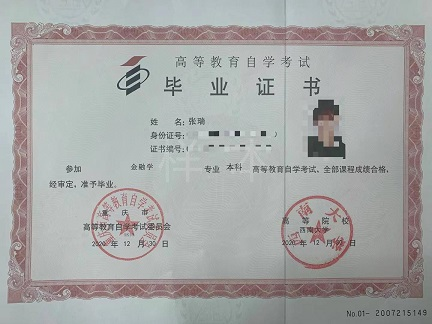 高等教育自学考试
毕业证书
姓名：张瑞
身份证号：
证书编号：
参加 金融学 专业 本科 高等教育自学考试，全部课程成绩合格，
经审定，准予毕业。
重庆市 高等院校
高等教育自学考试委员会 西南大学
2020 年 12 月 30 日 2020 年 12 月
No.01- 2007215149